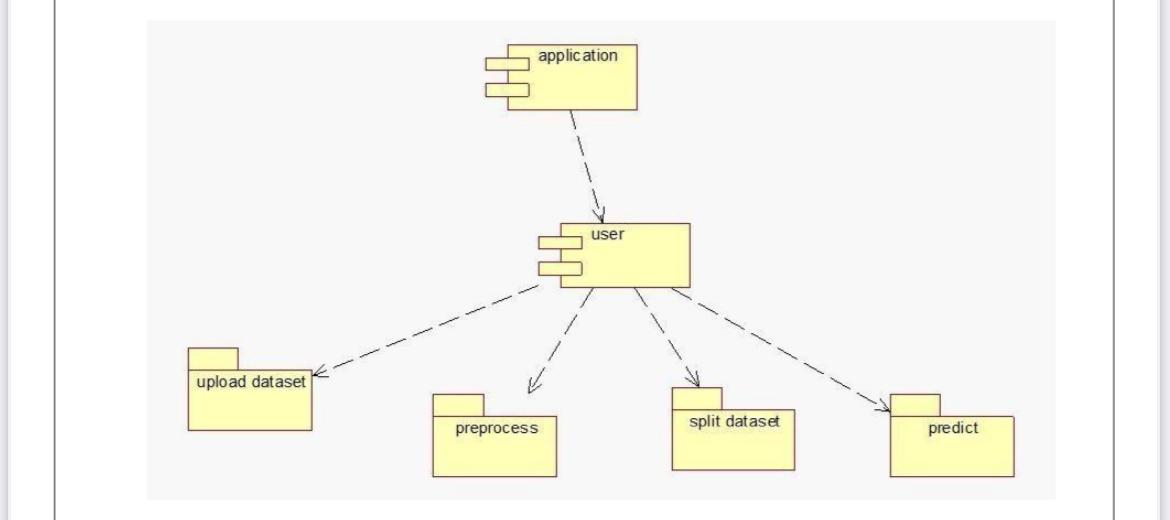 application
user
upload dataset
preprocess
split dataset
predict